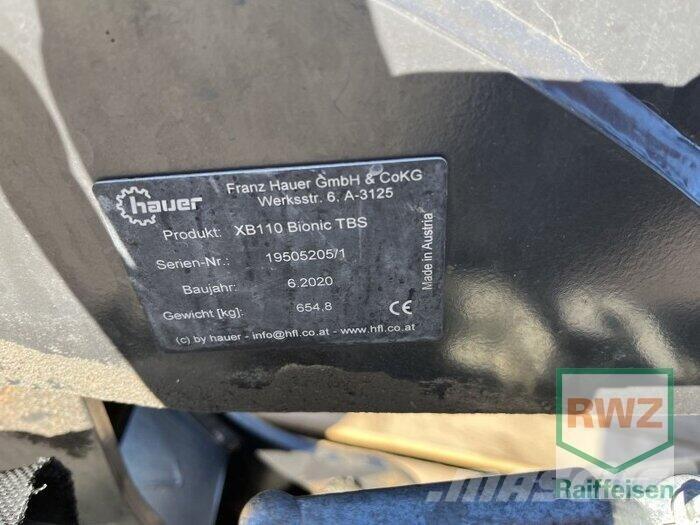 hauer
Franz Hauer GmbH & CoKG
Werksstr. 6, A-3125
Produkt: XB110 Bionic TBS
Serien-Nr.: 19505205/1
Baujahr: 6.2020
Gewicht [kg]: 654,8
(c) by hauer - info@hfl.co.at - www.hfl.co.at
CE
Made in Austria
RWZ
Raiffeisen